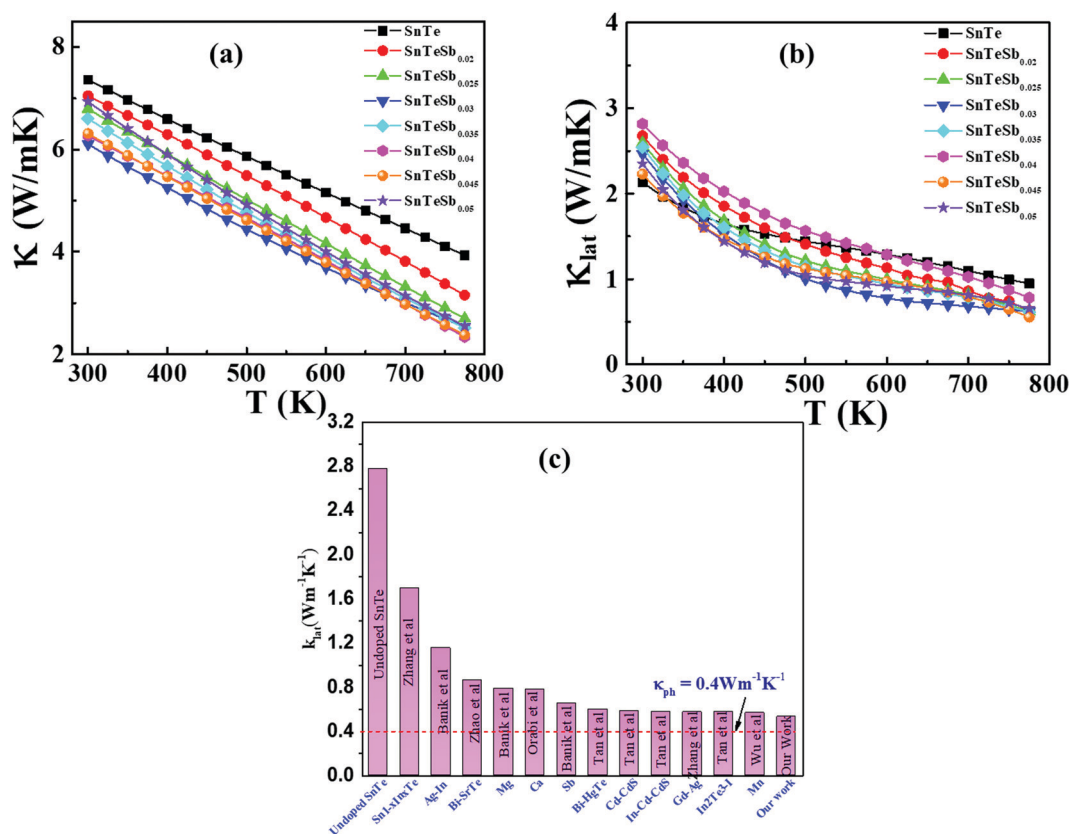 (a)
SnTe
SnTeSb0.02
SnTeSb0.025
SnTeSb0.03
SnTeSb0.035
SnTeSb0.04
SnTeSb0.045
SnTeSb0.05
8
6
4
2
κ (W/mK)
300 400 500 600 700 800
T (K)
(b)
SnTe
SnTeSb0.02
SnTeSb0.025
SnTeSb0.03
SnTeSb0.035
SnTeSb0.04
SnTeSb0.045
SnTeSb0.05
4
3
2
1
0
κlat (W/mK)
300 400 500 600 700 800
T (K)
(c)
3.2
2.8
2.4
2.0
1.6
1.2
0.8
0.4
0.0
klat(Wm-1K-1)
κph = 0.4Wm-1K-1
Undoped SnTe
Zhang et al
Banik et al
Zhao et al
Banik et al
Orabi et al
Banik et al
Tan et al
Tan et al
Tan et al
Zhang et al
Tan et al
Wu et al
Our Work
Undoped SnTe
Sn1-xInxTe
Ag-In
Bi-SrTe
Mg
Ca
Sb
Bi-HgTe
Cd-CdS
In-Cd-CdS
Gd-Ag
In2Te3-I
Mn
Our work